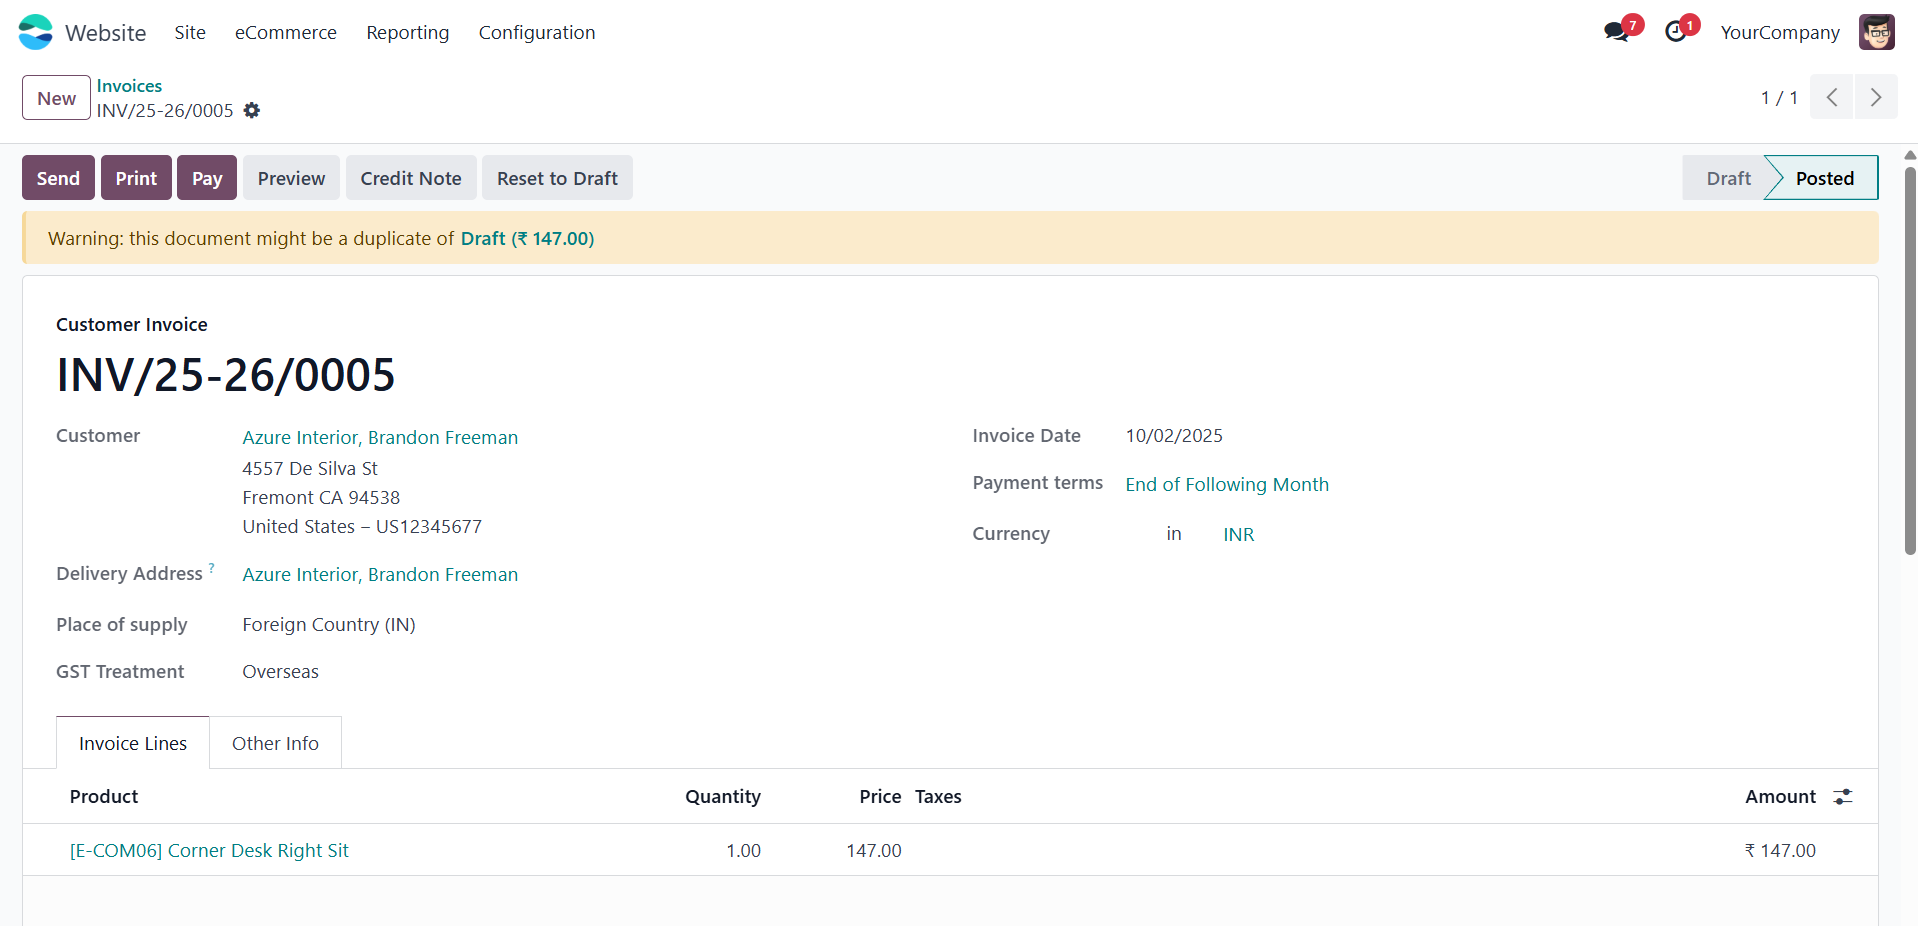 Website Site eCommerce Reporting Configuration 7 1 YourCompany
New Invoices
INV/25-26/0005
1 / 1
Send Print Pay Preview Credit Note Reset to Draft Draft Posted
Warning: this document might be a duplicate of Draft (₹ 147.00)
Customer Invoice
INV/25-26/0005
Customer Azure Interior, Brandon Freeman
4557 De Silva St
Fremont CA 94538
United States – US12345677
Delivery Address ? Azure Interior, Brandon Freeman
Place of supply Foreign Country (IN)
GST Treatment Overseas
Invoice Date 10/02/2025
Payment terms End of Following Month
Currency in INR
Invoice Lines Other Info
Product Quantity Price Taxes Amount
[E-COM06] Corner Desk Right Sit 1.00 147.00 ₹ 147.00